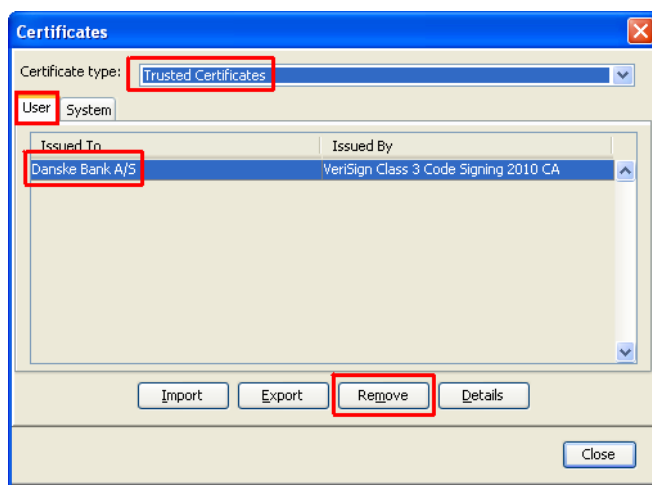 Certificates
Certificate type: Trusted Certificates
User System
Issued To Issued By
Danske Bank A/S VeriSign Class 3 Code Signing 2010 CA
Import Export Remove Details
Close